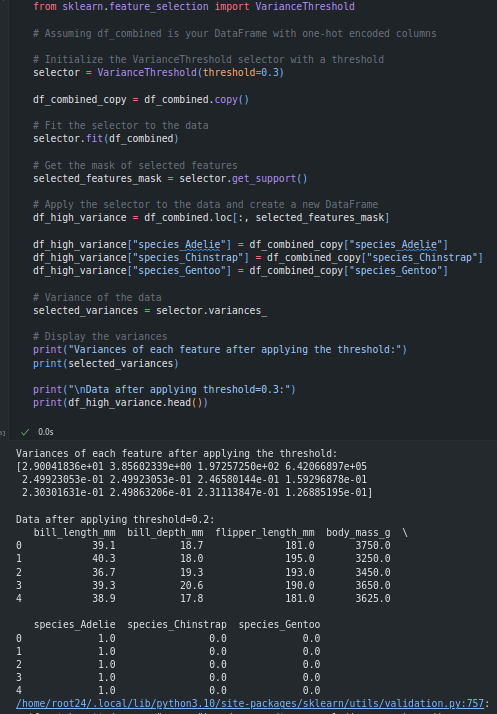 from sklearn.feature_selection import VarianceThreshold
# Assuming df_combined is your DataFrame with one-hot encoded columns
# Initialize the VarianceThreshold selector with a threshold
selector = VarianceThreshold(threshold=0.3)
df_combined_copy = df_combined.copy()
# Fit the selector to the data
selector.fit(df_combined)
# Get the mask of selected features
selected_features_mask = selector.get_support()
# Apply the selector to the data and create a new DataFrame
df_high_variance = df_combined.loc[:, selected_features_mask]
df_high_variance["species_Adelie"] = df_combined_copy["species_Adelie"]
df_high_variance["species_Chinstrap"] = df_combined_copy["species_Chinstrap"]
df_high_variance["species_Gentoo"] = df_combined_copy["species_Gentoo"]
# Variance of the data
selected_variances = selector.variances_
# Display the variances
print("Variances of each feature after applying the threshold:")
print(selected_variances)
print("\nData after applying threshold=0.3:")
print(df_high_variance.head())
0.0s
Variances of each feature after applying the threshold:
[2.90041836e+01 3.85602339e+00 1.97257250e+02 6.42066897e+05
2.49923053e-01 2.49923053e-01 2.46580144e-01 1.59296878e-01
2.30301631e-01 2.49863206e-01 2.31113847e-01 1.26885195e-01]
Data after applying threshold=0.2:
bill_length_mm bill_depth_mm flipper_length_mm body_mass_g \
0 39.1 18.7 181.0 3750.0
1 40.3 18.0 195.0 3250.0
2 36.7 19.3 193.0 3450.0
3 39.3 20.6 190.0 3650.0
4 38.9 17.8 181.0 3625.0
species_Adelie species_Chinstrap species_Gentoo
0 1.0 0.0 0.0
1 1.0 0.0 0.0
2 1.0 0.0 0.0
3 1.0 0.0 0.0
4 1.0 0.0 0.0
/home/root24/.local/lib/python3.10/site-packages/sklearn/utils/validation.py:757: